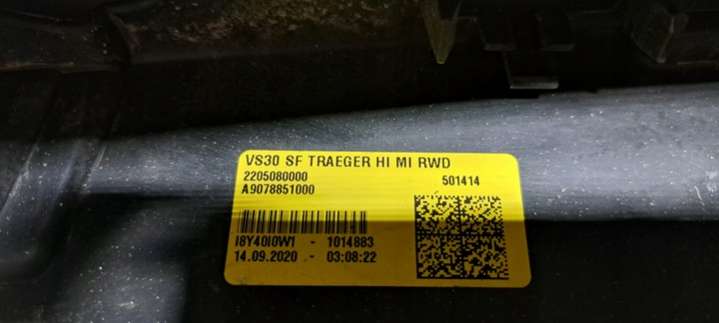 VS30 SF TRAEGER HI MI RWD
2205080000
501414
A9078851000
I8Y40I0W1 - 1014883
14.09.2020 - 03:08:22